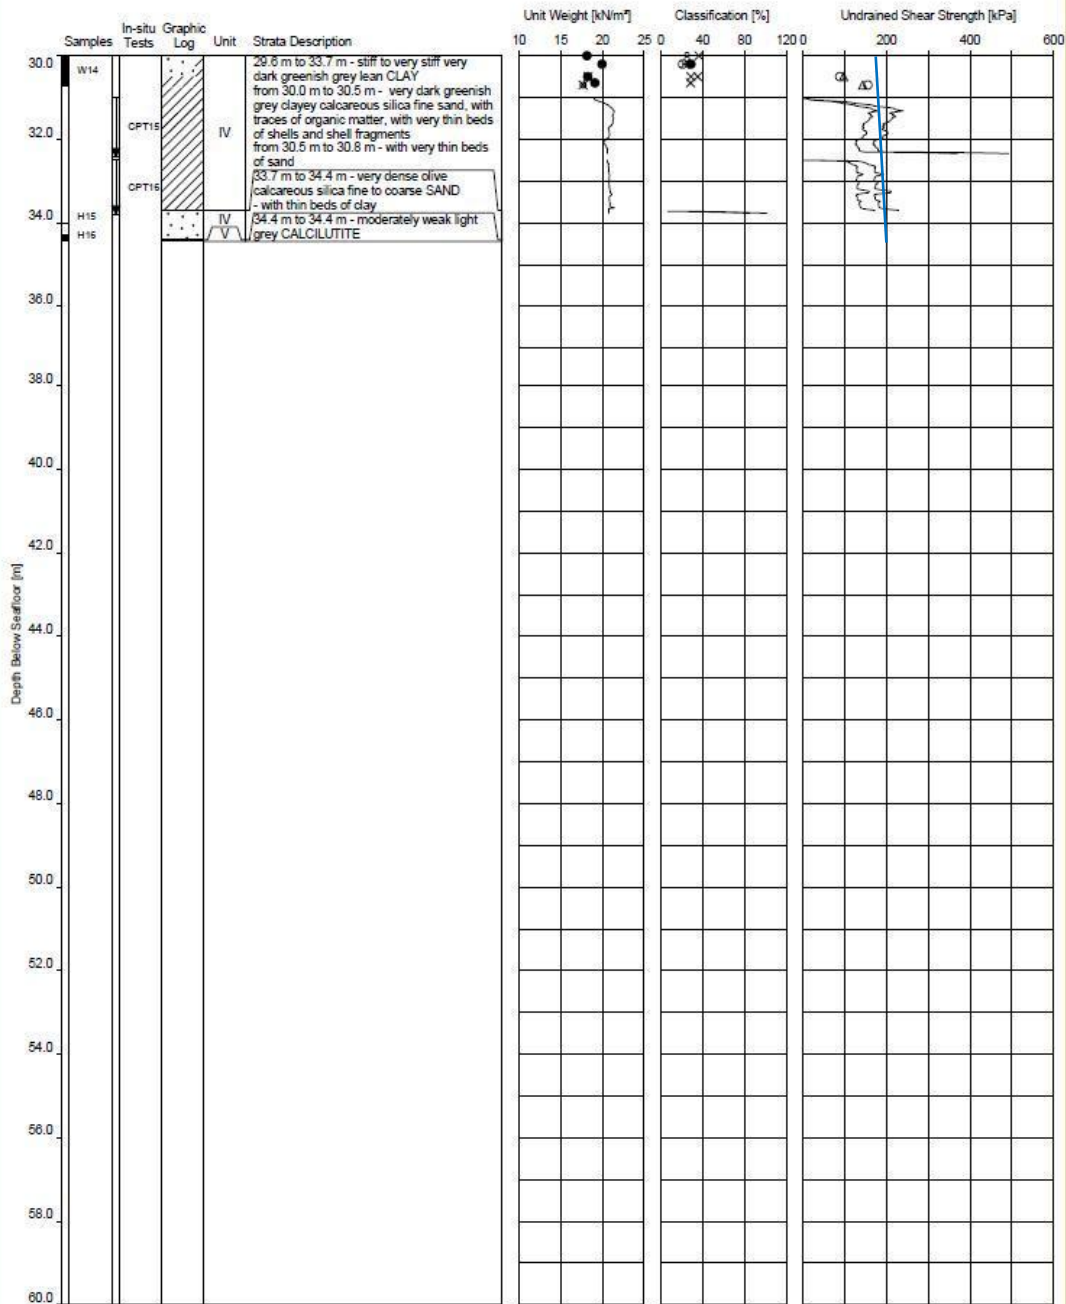 Unit Weight [kN/m³] Classification [%] Undrained Shear Strength [kPa]
In-situ Graphic
Samples Tests Log Unit Strata Description
10 15 20 25 0 40 80 120 0 200 400 600
30.0
W14
29.6 m to 33.7 m - stiff to very stiff very
dark greenish grey lean CLAY
from 30.0 m to 30.5 m - very dark greenish
grey clayey calcareous silica fine sand, with
traces of organic matter, with very thin beds
of shells and shell fragments
from 30.5 m to 30.8 m - with very thin beds
of sand
CPT15
IV
32.0
CPT16
33.7 m to 34.4 m - very dense olive
calcareous silica fine to coarse SAND
- with thin beds of clay
34.0
H15
IV
34.4 m to 34.4 m - moderately weak light
grey CALCILUTITE
H16
V
36.0
38.0
40.0
42.0
Depth Below Seafloor [m]
44.0
46.0
48.0
50.0
52.0
54.0
56.0
58.0
60.0